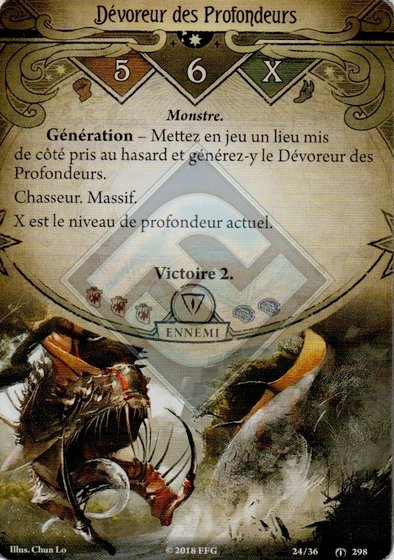 Dévoreur des Profondeurs
5 6 X
Monstre.
Génération – Mettez en jeu un lieu mis
de côté pris au hasard et générez-y le Dévoreur des
Profondeurs.
Chasseur. Massif.
X est le niveau de profondeur actuel.
Victoire 2.
ENNEMI
Illus. Chun Lo © 2018 FFG 24/36 298